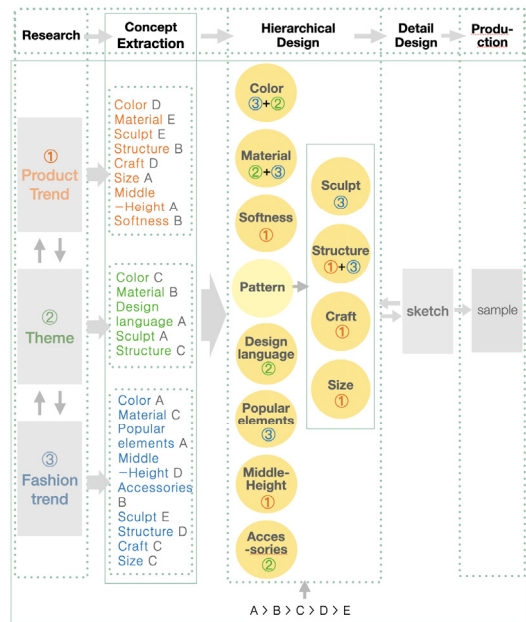 Research
Concept
Extraction
Hierarchical
Design
Detail
Design
Produ-
ction
①
Product
Trend
②
Theme
③
Fashion
trend
Color D
Material E
Sculpt E
Structure B
Craft D
Size A
Middle
-Height A
Softness B
Color C
Material B
Design
language A
Sculpt A
Structure C
Color A
Material C
Popular
elements A
Middle
-Height D
Accessories
B
Sculpt E
Structure D
Craft C
Size C
Color
③+②
Material
②+③
Softness
①
Pattern
Design
language
②
Popular
elements
③
Middle-
Height
①
Acces
-sories
②
Sculpt
③
Structure
①+③
Craft
①
Size
①
sketch
sample
A > B > C > D > E